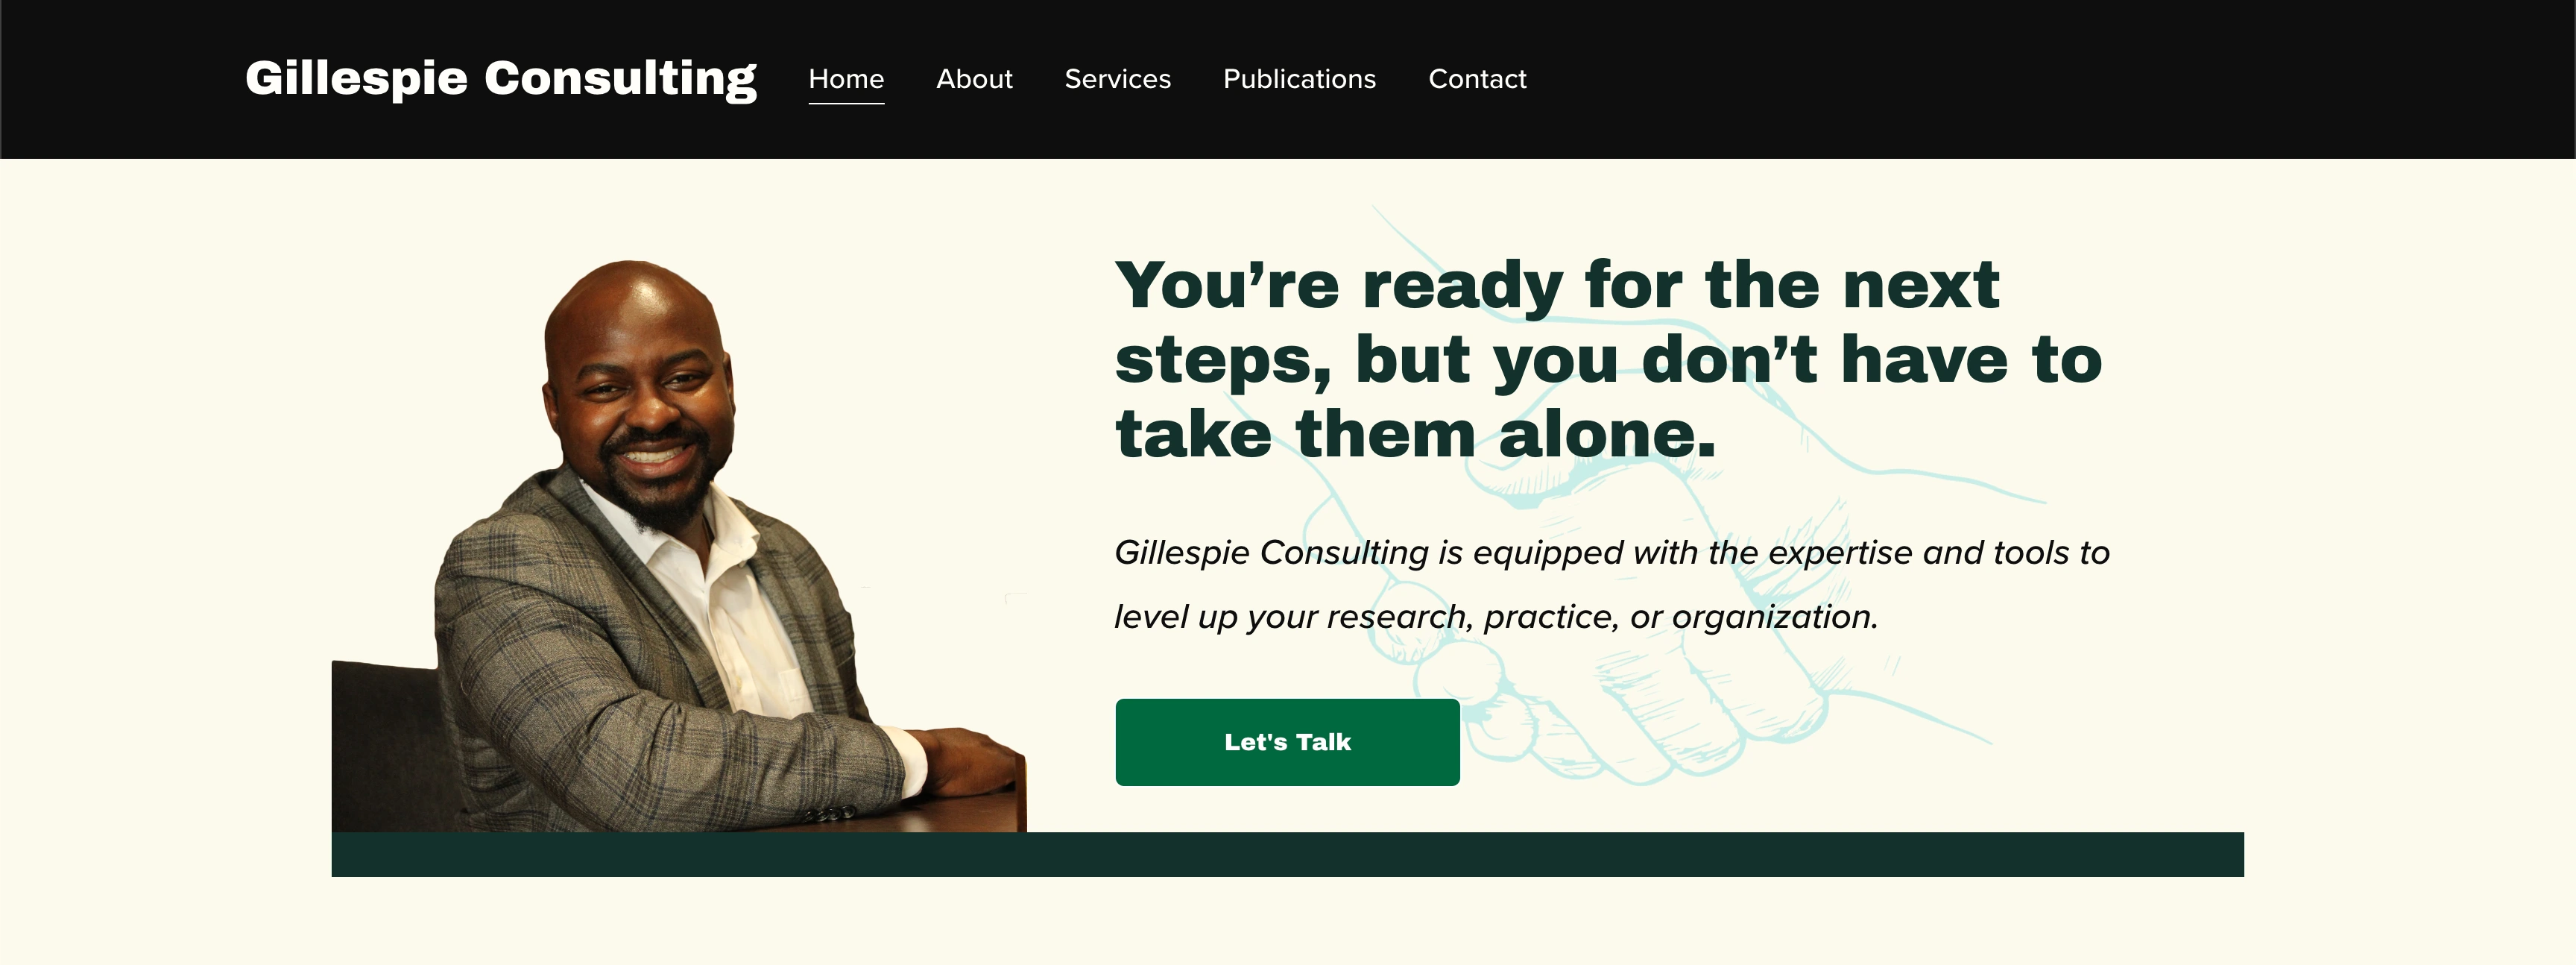 Gillespie Consulting
Home About Services Publications Contact
You’re ready for the next
steps, but you don’t have to
take them alone.
Gillespie Consulting is equipped with the expertise and tools to
level up your research, practice, or organization.
Let's Talk